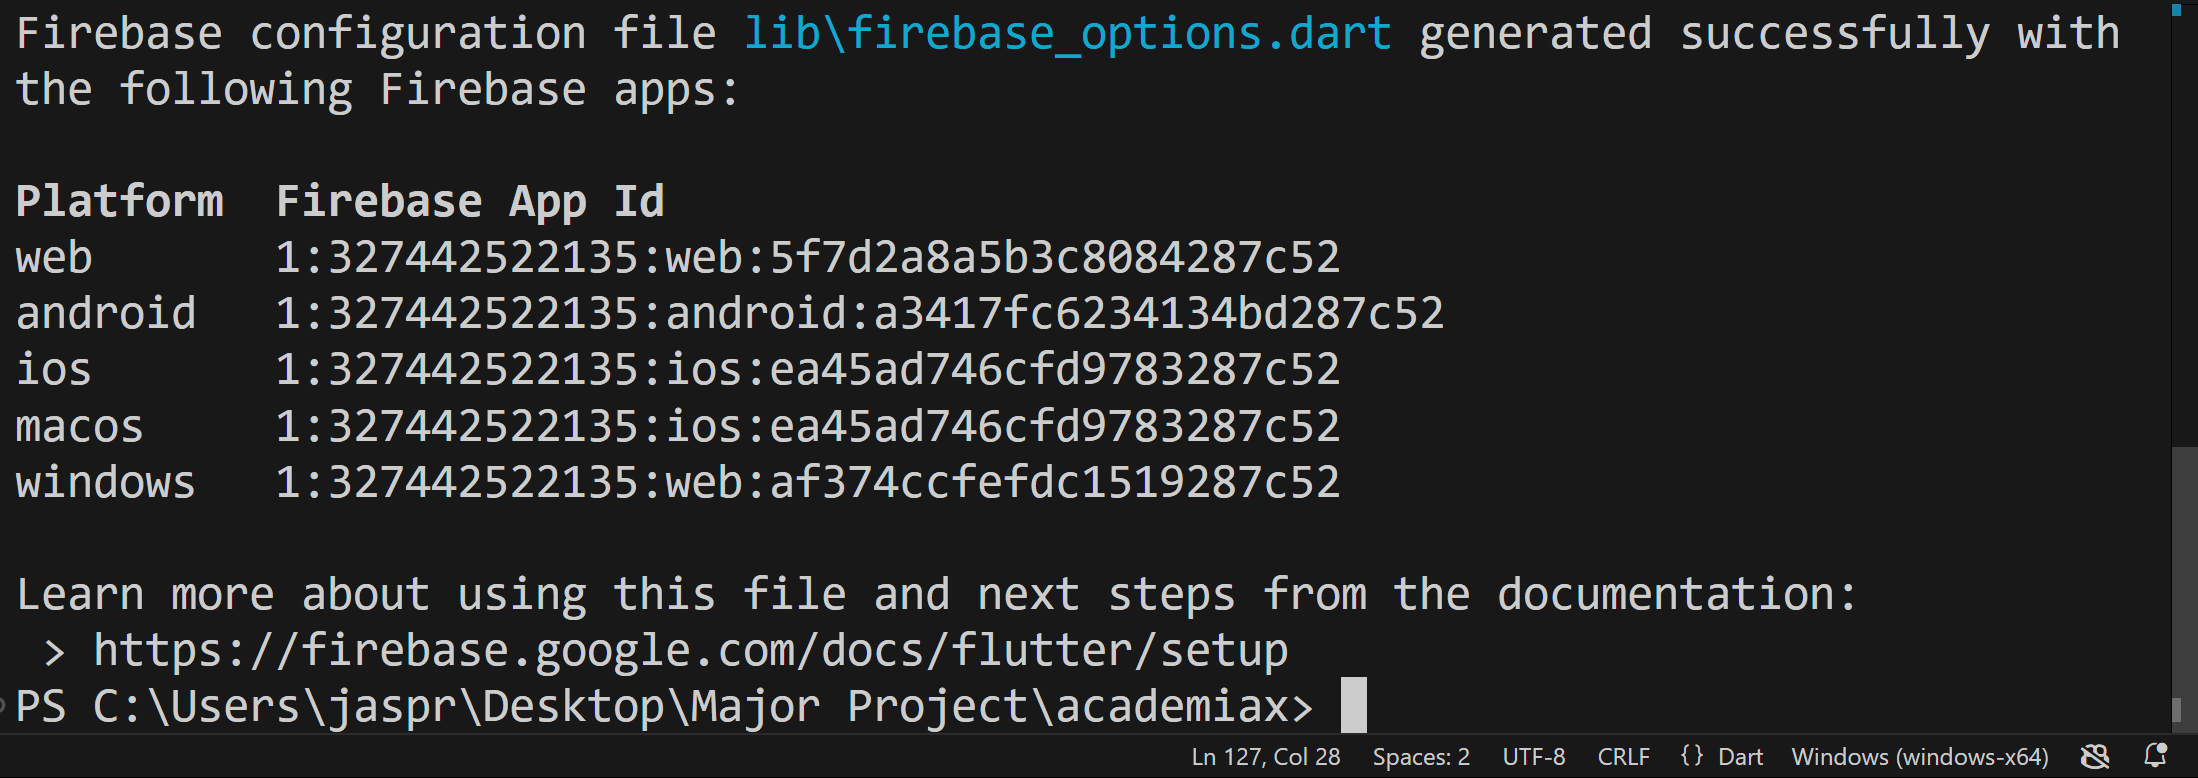 Firebase configuration file lib\firebase_options.dart generated successfully with
the following Firebase apps:
Platform  Firebase App Id
web       1:327442522135:web:5f7d2a8a5b3c8084287c52
android   1:327442522135:android:a3417fc6234134bd287c52
ios       1:327442522135:ios:ea45ad746cfd9783287c52
macos     1:327442522135:ios:ea45ad746cfd9783287c52
windows   1:327442522135:web:af374ccfefdc1519287c52
Learn more about using this file and next steps from the documentation:
 > https://firebase.google.com/docs/flutter/setup
PS C:\Users\jaspr\Desktop\Major Project\academiax>
Ln 127, Col 28 Spaces: 2 UTF-8 CRLF {} Dart Windows (windows-x64)